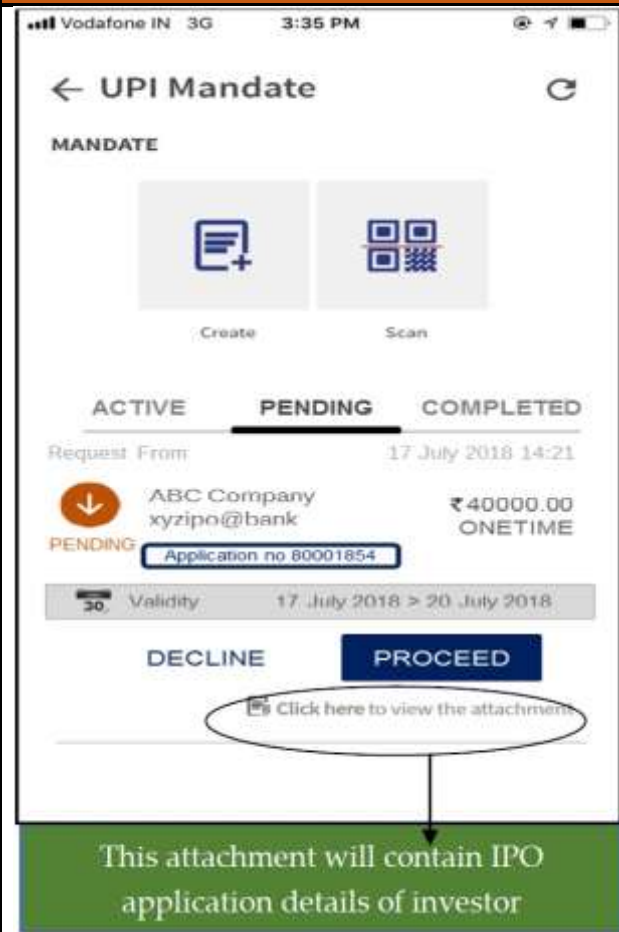 Vodafone IN 3G 3:35 PM
← UPI Mandate
MANDATE
Create Scan
ACTIVE PENDING COMPLETED
Request From 17 July 2018 14:21
ABC Company ₹40000.00
xyzipo@bank ONETIME
PENDING
Application no 80001854
30 Validity 17 July 2018 > 20 July 2018
DECLINE PROCEED
Click here to view the attachment
This attachment will contain IPO
application details of investor